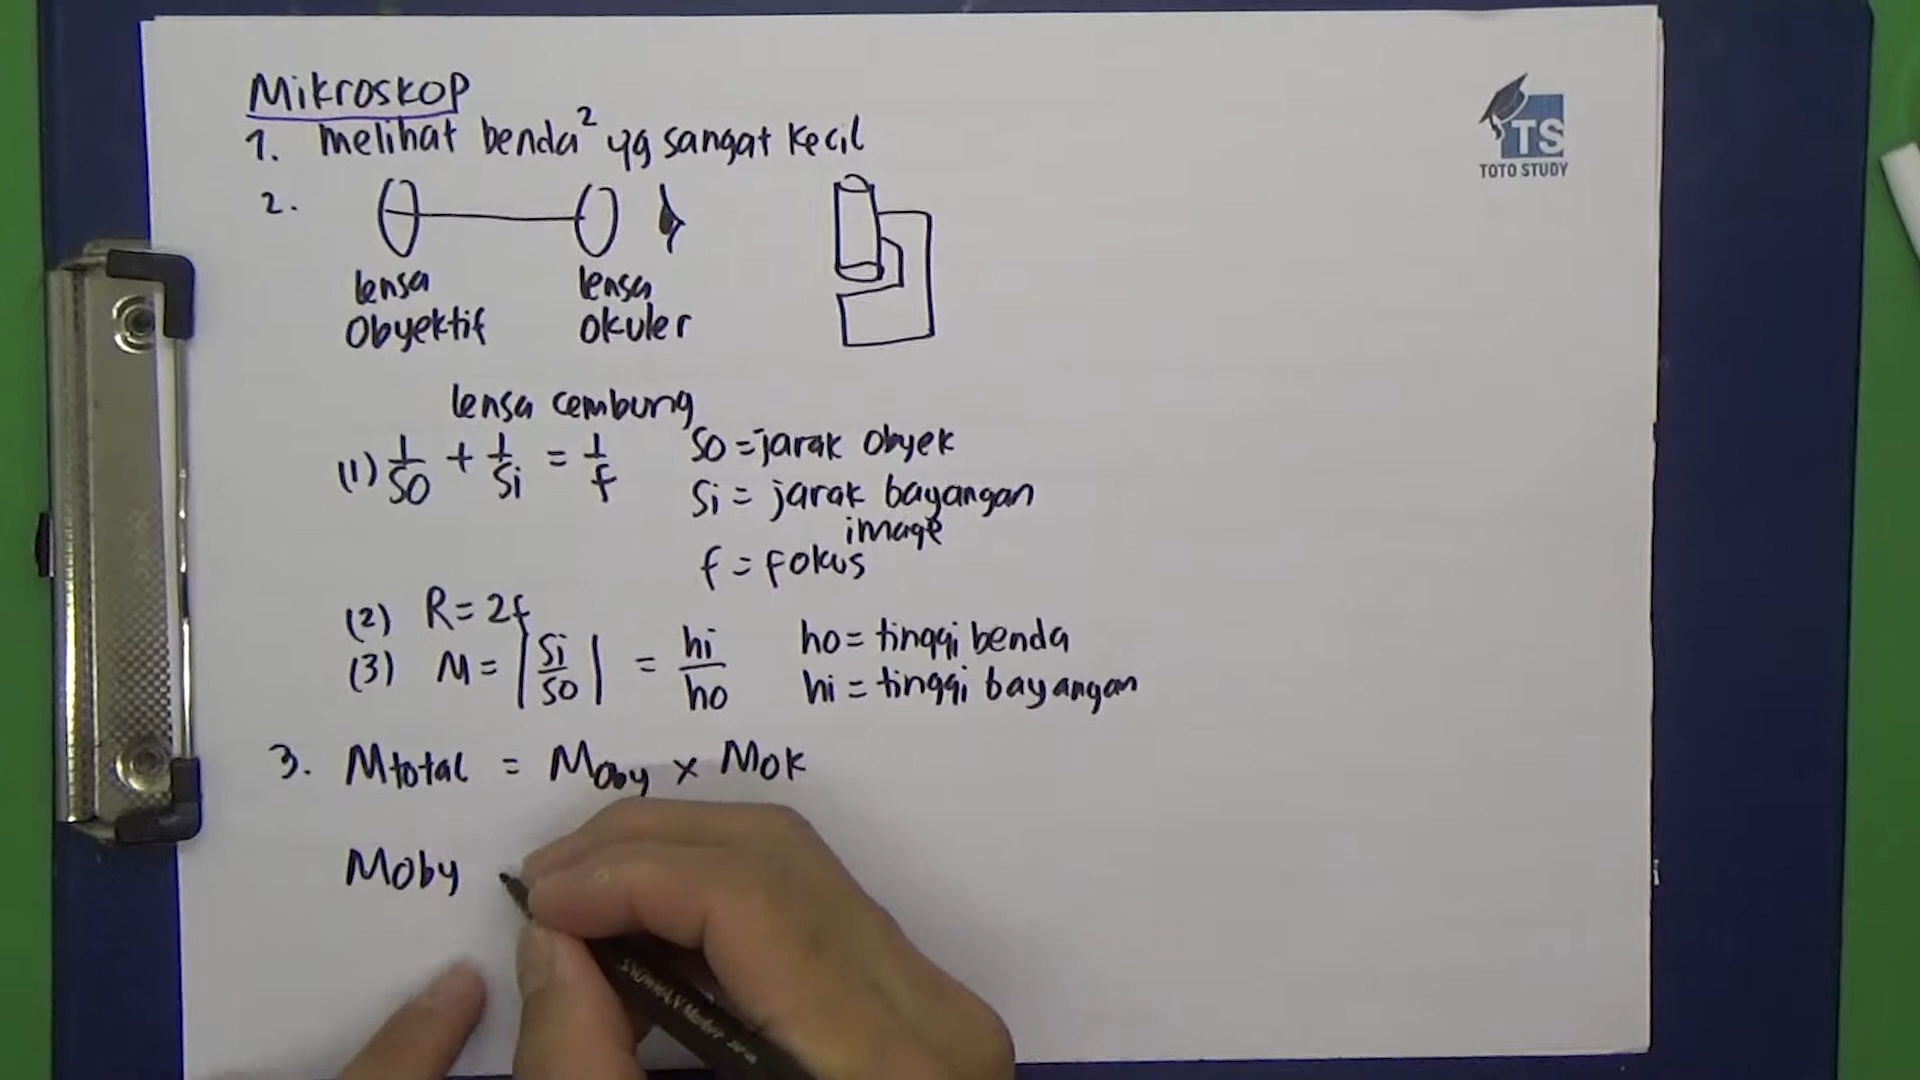 Mikroskop
1. melihat benda² yg sangat kecil
TS
TOTO STUDY
2.
lensa obyektif
lensa okuler
lensa cembung
(1) 1/so + 1/si = 1/f
so = jarak obyek
si = jarak bayangan
image
f = fokus
(2) R = 2f
(3) M = |si/so| = hi/ho
ho = tinggi benda
hi = tinggi bayangan
3. Mtotal = Moby x Mok
Moby
SNOWMAN Marker